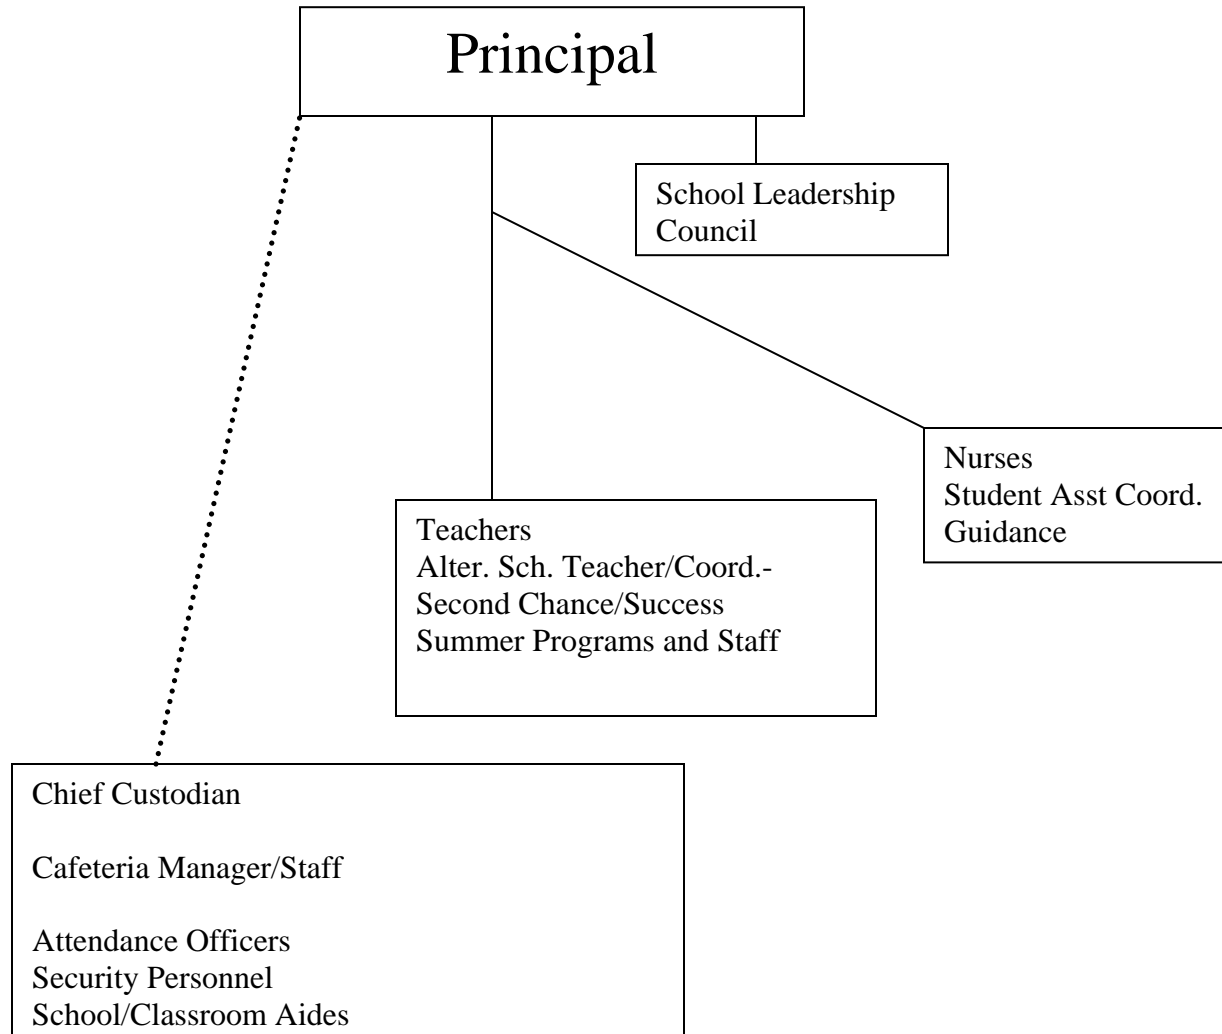 Principal
School Leadership
Council
Nurses
Student Asst Coord.
Guidance
Teachers
Alter. Sch. Teacher/Coord.-
Second Chance/Success
Summer Programs and Staff
Chief Custodian
Cafeteria Manager/Staff
Attendance Officers
Security Personnel
School/Classroom Aides